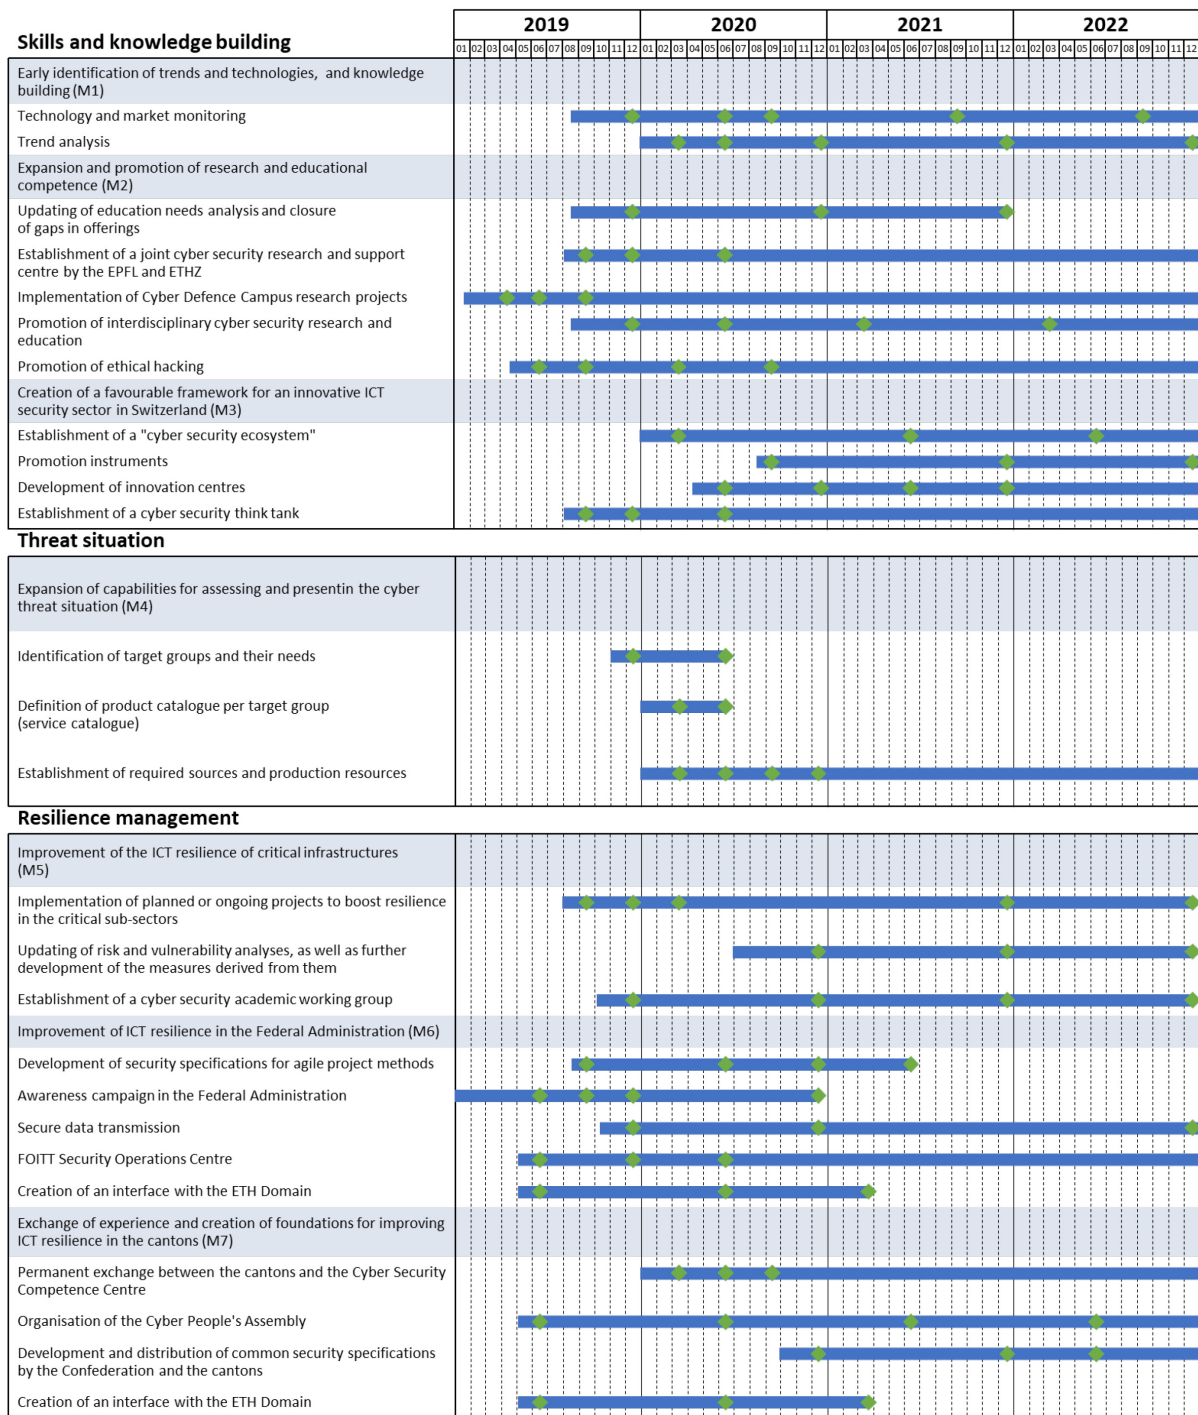 2019 2020 2021 2022
Skills and knowledge building
01 02 03 04 05 06 07 08 09 10 11 12 01 02 03 04 05 06 07 08 09 10 11 12 01 02 03 04 05 06 07 08 09 10 11 12 01 02 03 04 05 06 07 08 09 10 11 12
Early identification of trends and technologies, and knowledge
building (M1)
Technology and market monitoring
Trend analysis
Expansion and promotion of research and educational
competence (M2)
Updating of education needs analysis and closure
of gaps in offerings
Establishment of a joint cyber security research and support
centre by the EPFL and ETHZ
Implementation of Cyber Defence Campus research projects
Promotion of interdisciplinary cyber security research and
education
Promotion of ethical hacking
Creation of a favourable framework for an innovative ICT
security sector in Switzerland (M3)
Establishment of a "cyber security ecosystem"
Promotion instruments
Development of innovation centres
Establishment of a cyber security think tank
Threat situation
Expansion of capabilities for assessing and presentin the cyber
threat situation (M4)
Identification of target groups and their needs
Definition of product catalogue per target group
(service catalogue)
Establishment of required sources and production resources
Resilience management
Improvement of the ICT resilience of critical infrastructures
(M5)
Implementation of planned or ongoing projects to boost resilience
in the critical sub-sectors
Updating of risk and vulnerability analyses, as well as further
development of the measures derived from them
Establishment of a cyber security academic working group
Improvement of ICT resilience in the Federal Administration (M6)
Development of security specifications for agile project methods
Awareness campaign in the Federal Administration
Secure data transmission
FOITT Security Operations Centre
Creation of an interface with the ETH Domain
Exchange of experience and creation of foundations for improving
ICT resilience in the cantons (M7)
Permanent exchange between the cantons and the Cyber Security
Competence Centre
Organisation of the Cyber People's Assembly
Development and distribution of common security specifications
by the Confederation and the cantons
Creation of an interface with the ETH Domain